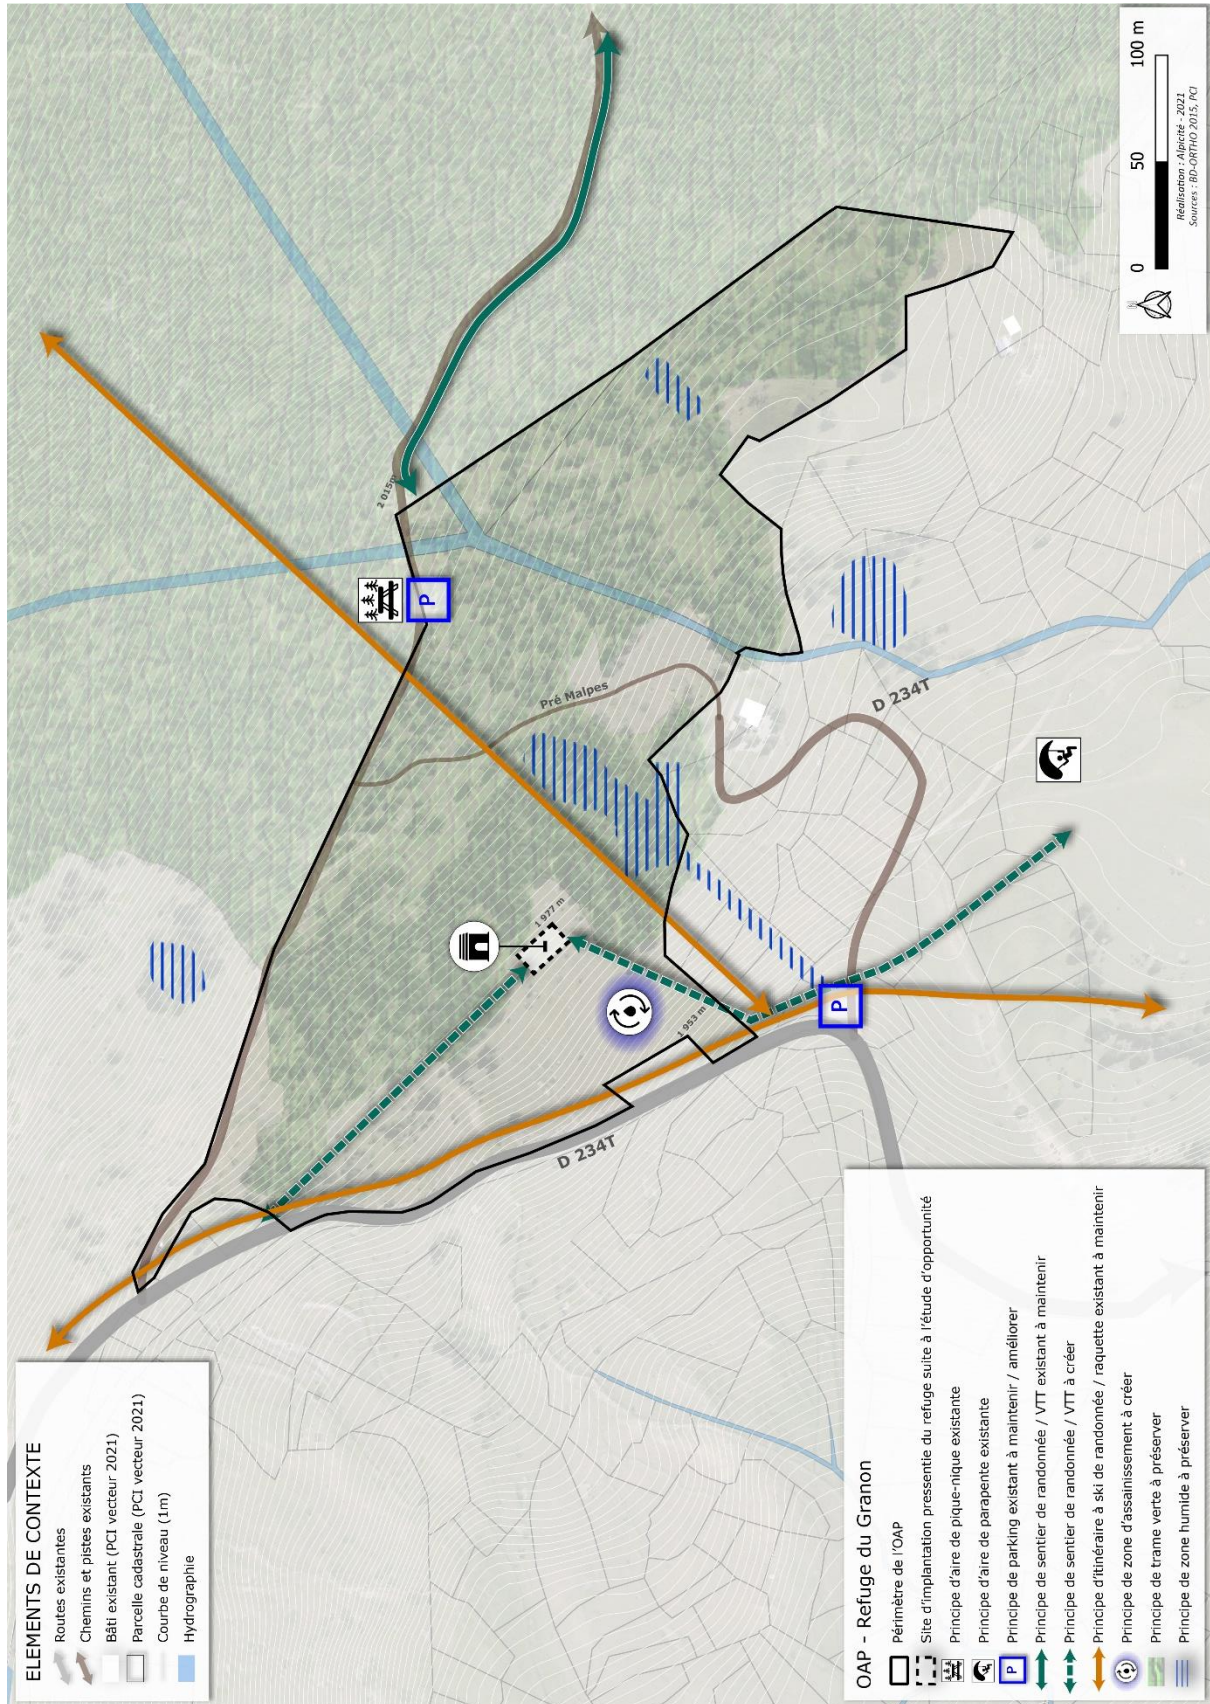 ELEMENTS DE CONTEXTE
Routes existantes
Chemins et pistes existants
Bâti existant (PCI vecteur 2021)
Parcelle cadastrale (PCI vecteur 2021)
Courbe de niveau (1m)
Hydrographie
OAP - Refuge du Granon
Périmètre de l'OAP
Site d'implantation pressentie du refuge suite à l'étude d'opportunité
Principe d'aire de pique-nique existante
Principe d'aire de parapente existante
P
Principe de parking existant à maintenir / améliorer
Principe de sentier de randonnée / VTT existant à maintenir
Principe de sentier de randonnée / VTT à créer
Principe d'itinéraire à ski de randonnée / raquette existant à maintenir
Principe de zone d'assainissement à créer
Principe de trame verte à préserver
Principe de zone humide à préserver
D 234T
1 953 m
1 977 m
P
Pré Malpes
P
2 015m
D 234T
N
0
50
100 m
Réalisation : Alpicité - 2021
Sources : BD-ORTHO 2015, PCI